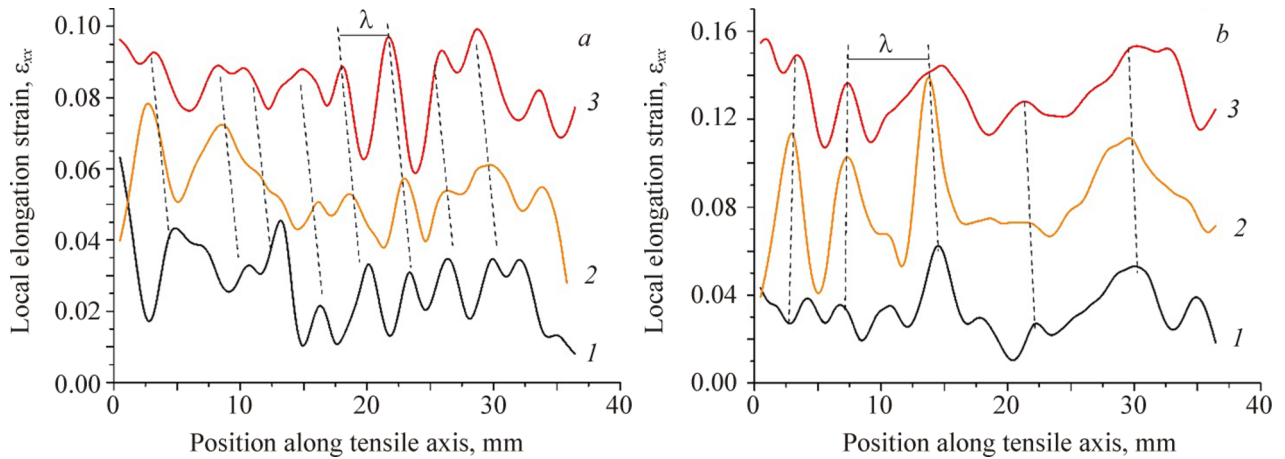 Local elongation strain, εxx
0.10
0.08
0.06
0.04
0.02
0.00
λ
a
3
2
1
0 10 20 30 40
Position along tensile axis, mm
Local elongation strain, εxx
0.16
0.12
0.08
0.04
0.00
λ
b
3
2
1
0 10 20 30 40
Position along tensile axis, mm